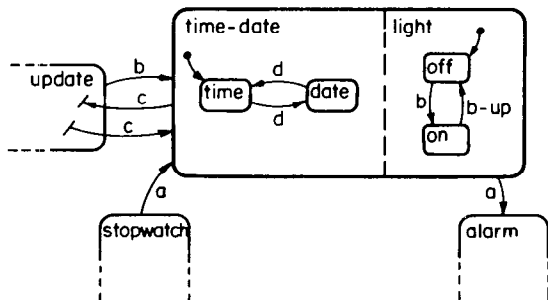 time-date
light
update
b
c
c
time
d
date
d
off
b
b-up
on
a
a
stopwatch
alarm